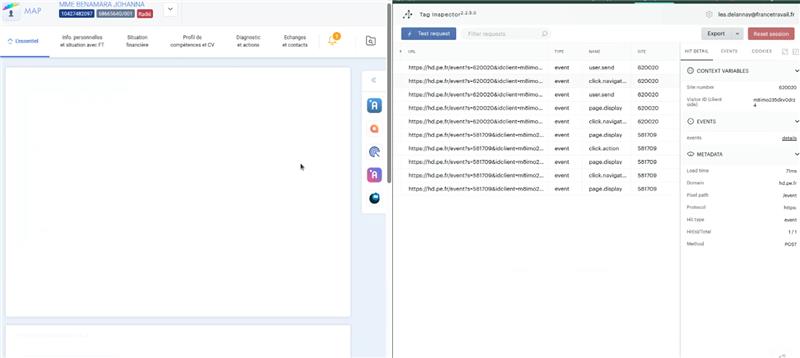 MME BENAMARA JOHANNA
MAP
10427482097 58665640/001 Radié
L'essentiel
Info. personnelles et situation avec FT
Situation financière
Profil de compétences et CV
Diagnostic et actions
Echanges et contacts
Tag Inspector 2.2.9.0
lea.delannay@francetravail.fr
Test request
Filter requests
Export
Reset session
URL TYPE NAME SITE
https://hd.pe.fr/event?s=620020&idclient=m8imo2... event user.send 620020
https://hd.pe.fr/event?s=620020&idclient=m8imo2... event click.navigat... 620020
https://hd.pe.fr/event?s=620020&idclient=m8imo2... event user.send 620020
https://hd.pe.fr/event?s=620020&idclient=m8imo2... event page.display 620020
https://hd.pe.fr/event?s=620020&idclient=m8imo2... event click.navigat... 620020
https://hd.pe.fr/event?s=581709&idclient=m8imo2... event page.display 581709
https://hd.pe.fr/event?s=581709&idclient=m8imo2... event click.action 581709
https://hd.pe.fr/event?s=581709&idclient=m8imo2... event page.display 581709
https://hd.pe.fr/event?s=581709&idclient=m8imo2... event click.navigat... 581709
https://hd.pe.fr/event?s=581709&idclient=m8imo2... event page.display 581709
HIT DETAIL EVENTS COOKIES
CONTEXT VARIABLES
Site number 620020
Visitor ID (client side)
EVENTS
events details
METADATA
Load time 71ms
Domain hd.pe.fr
Pixel path /event
Protocol https:
Hit type event
Hit(s)/Total 1 / 1
Method POST